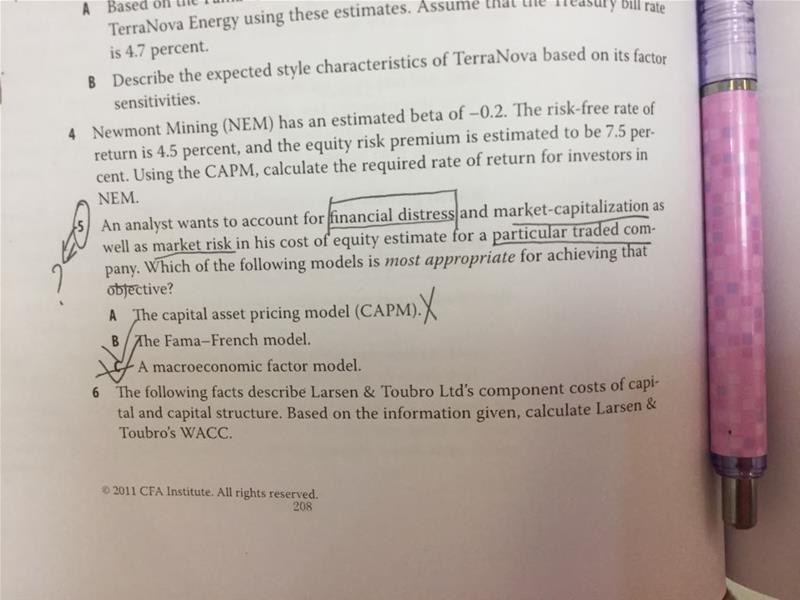 A Based on the Fama
TerraNova Energy using these estimates. Assume that the Treasury bill rate
is 4.7 percent.
B Describe the expected style characteristics of TerraNova based on its factor
sensitivities.
4 Newmont Mining (NEM) has an estimated beta of −0.2. The risk-free rate of
return is 4.5 percent, and the equity risk premium is estimated to be 7.5 per-
cent. Using the CAPM, calculate the required rate of return for investors in
NEM.
5 An analyst wants to account for financial distress and market-capitalization as
well as market risk in his cost of equity estimate for a particular traded com-
pany. Which of the following models is most appropriate for achieving that
objective?
?
A The capital asset pricing model (CAPM). X
B The Fama–French model.
C A macroeconomic factor model.
6 The following facts describe Larsen & Toubro Ltd's component costs of capi-
tal and capital structure. Based on the information given, calculate Larsen &
Toubro's WACC.
© 2011 CFA Institute. All rights reserved.
208